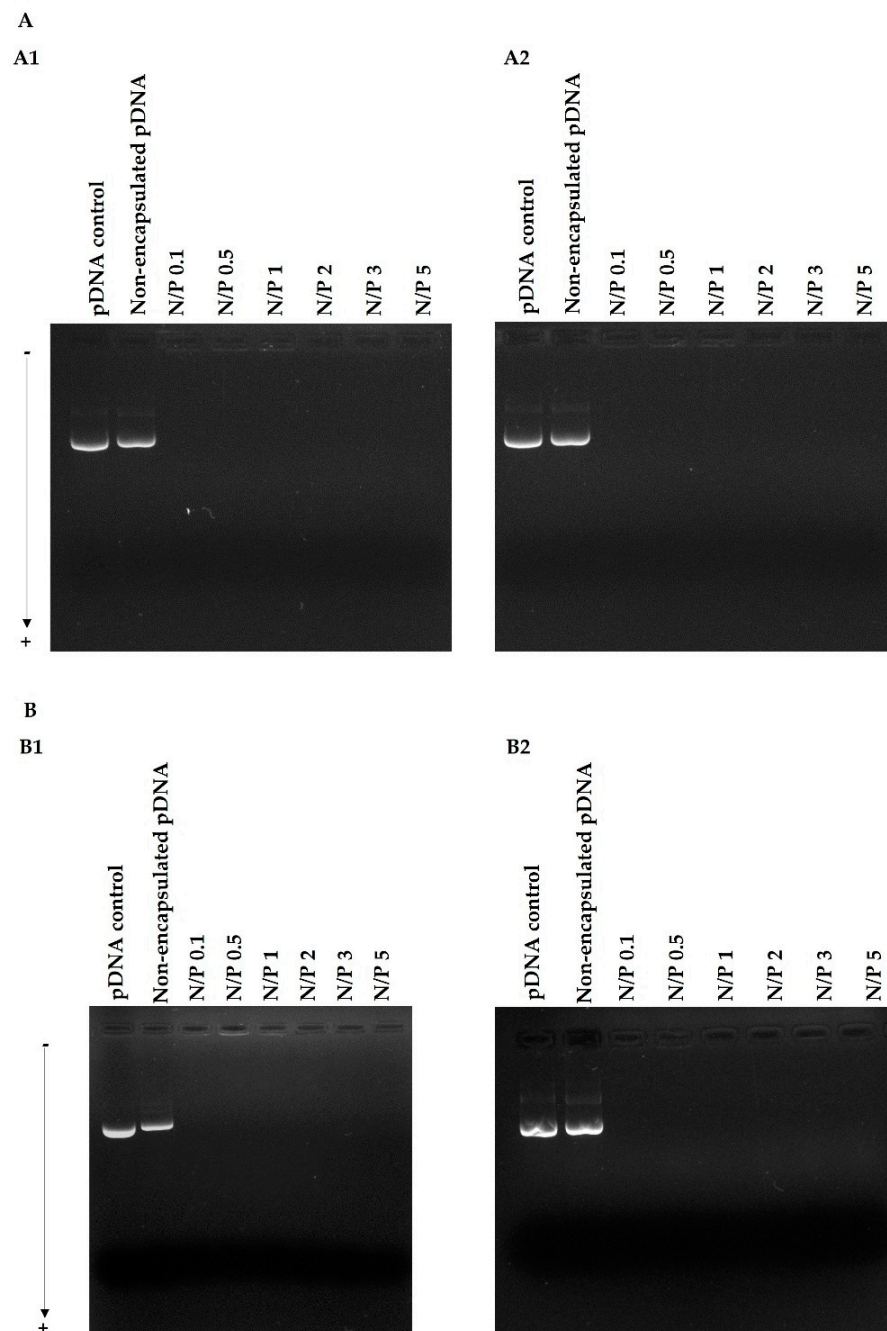 A
A1
A2
pDNA control
Non-encapsulated pDNA
N/P 0.1
N/P 0.5
N/P 1
N/P 2
N/P 3
N/P 5
pDNA control
Non-encapsulated pDNA
N/P 0.1
N/P 0.5
N/P 1
N/P 2
N/P 3
N/P 5
-
+
B
B1
B2
pDNA control
Non-encapsulated pDNA
N/P 0.1
N/P 0.5
N/P 1
N/P 2
N/P 3
N/P 5
pDNA control
Non-encapsulated pDNA
N/P 0.1
N/P 0.5
N/P 1
N/P 2
N/P 3
N/P 5
-
+